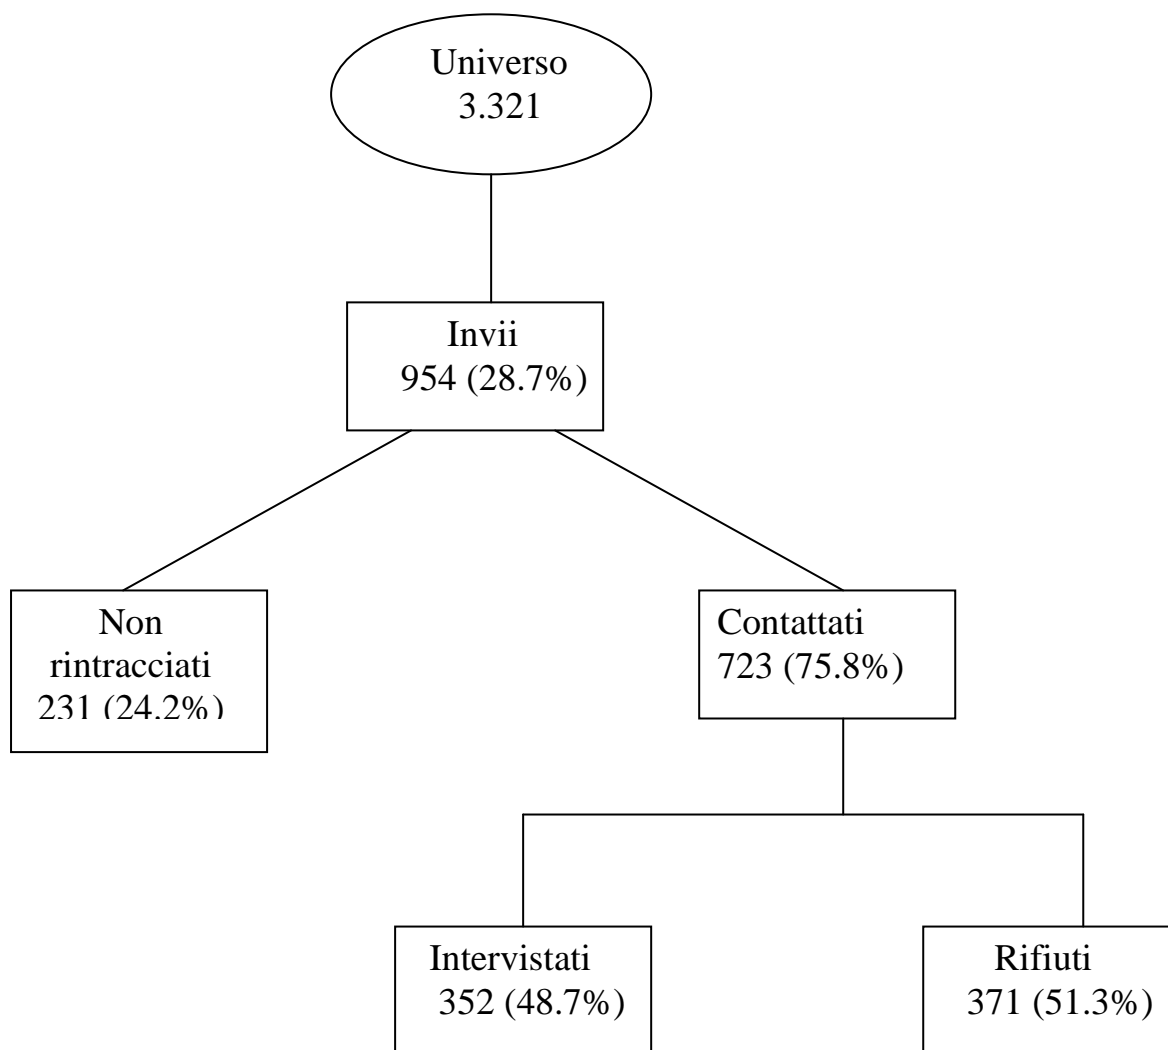 Universo
3.321
Invii
954 (28.7%)
Non
rintracciati
231 (24.2%)
Contattati
723 (75.8%)
Intervistati
352 (48.7%)
Rifiuti
371 (51.3%)